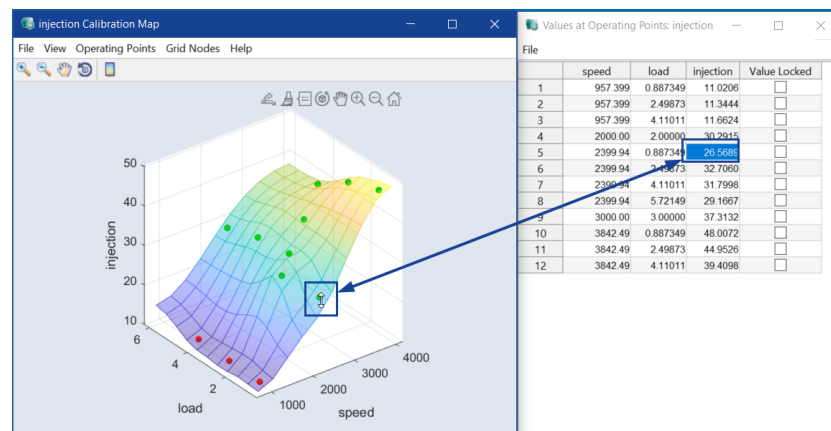 injection Calibration Map
File View Operating Points Grid Nodes Help
50
40
30
20
10
injection
6
4
2
load
1000
2000
3000
4000
speed
Values at Operating Points: injection
File
speed load injection Value Locked
1 957.399 0.887349 11.0206
2 957.399 2.49873 11.3444
3 957.399 4.11011 11.6624
4 2000.00 2.00000 30.2915
5 2399.94 0.887349 26.5689
6 2399.94 2.49873 32.7060
7 2399.94 4.11011 31.7998
8 2399.94 5.72149 29.1667
9 3000.00 3.00000 37.3132
10 3842.49 0.887349 48.0072
11 3842.49 2.49873 44.9526
12 3842.49 4.11011 39.4098